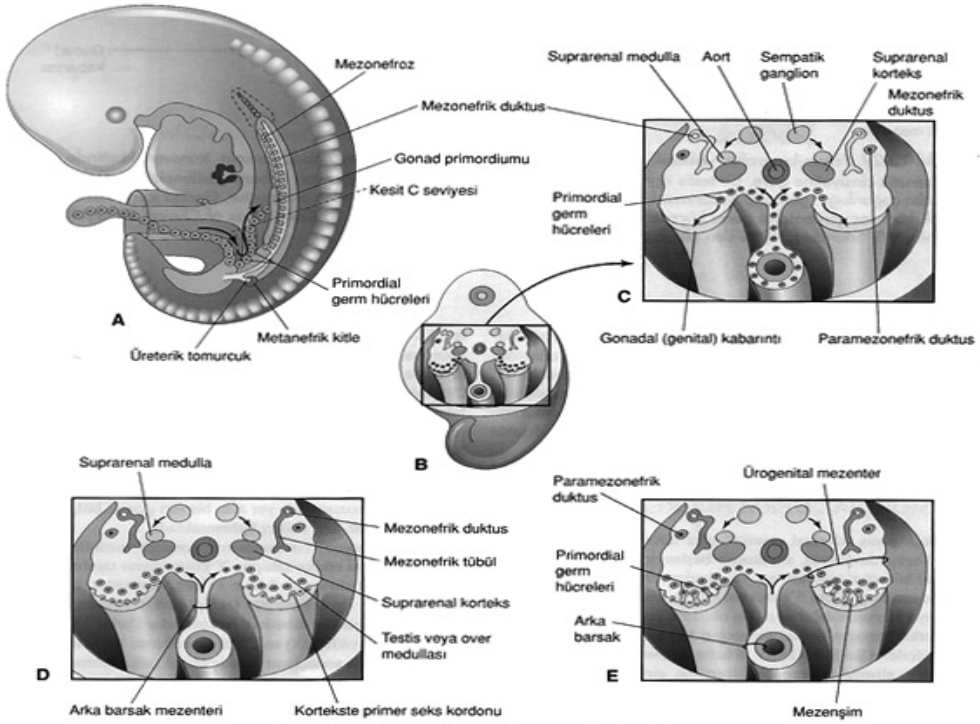 Mezonefroz
Mezonefrik duktus
Gonad primordiumu
Kesit C seviyesi
Primordial
germ hücreleri
A
Metanefrik kitle
Üreterik tomurcuk
B
Suprarenal medulla
Aort
Sempatik
ganglion
Suprarenal
korteks
Mezonefrik
duktus
Primordial
germ
hücreleri
C
Gonadal (genital) kabarıntı
Paramezonefrik duktus
Suprarenal medulla
Mezonefrik duktus
Mezonefrik tübül
Suprarenal korteks
Testis veya over
medullası
D
Arka barsak mezenteri
Kortekste primer seks kordonu
Paramezonefrik
duktus
Ürogenital mezenter
Primordial
germ
hücreleri
Arka
barsak
E
Mezenşim